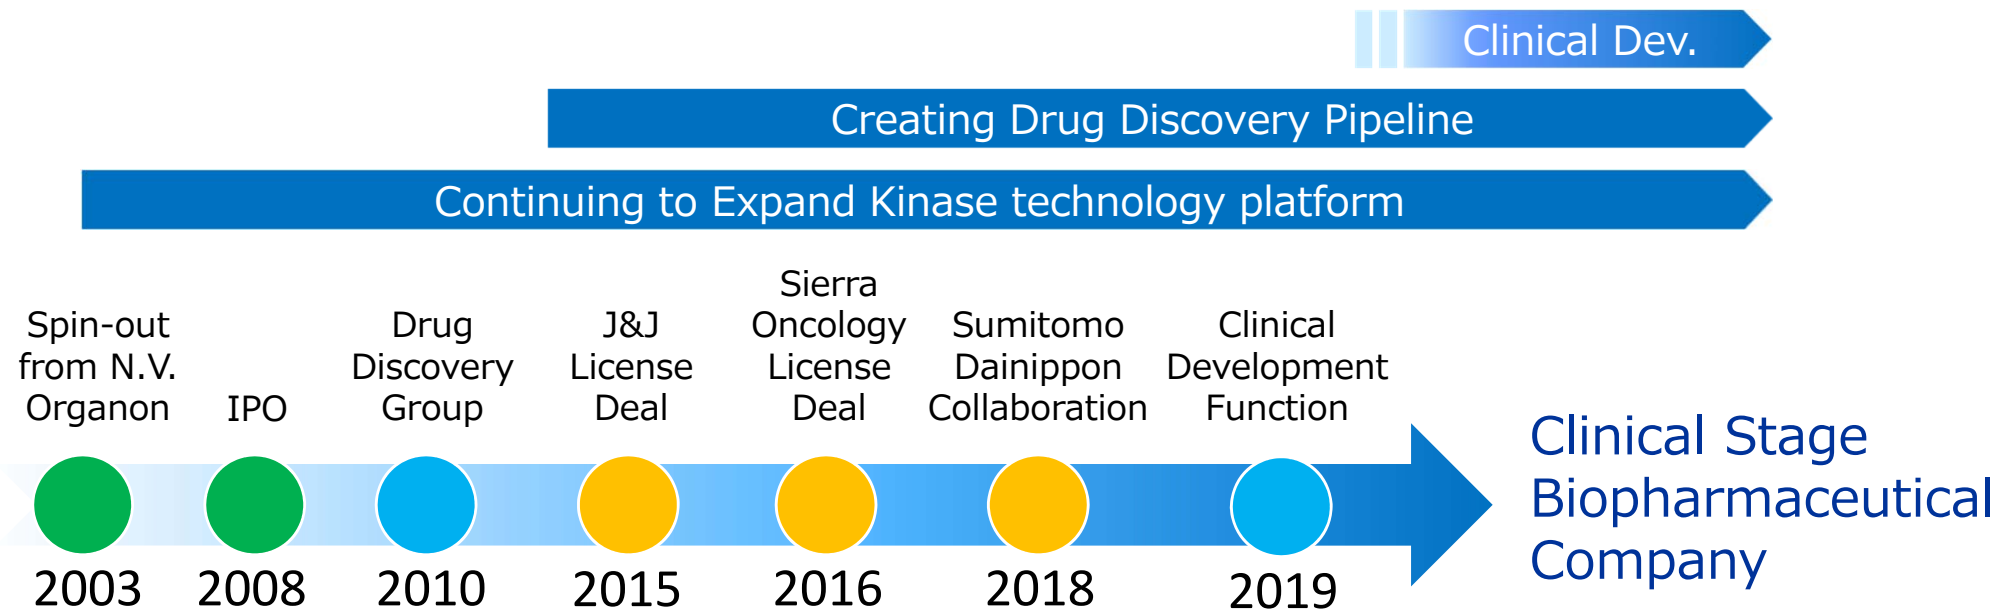 Clinical Dev.
Creating Drug Discovery Pipeline
Continuing to Expand Kinase technology platform
Spin-out
from N.V.
Organon
IPO
Drug
Discovery
Group
J&J
License
Deal
Sierra
Oncology
License
Deal
Sumitomo
Dainippon
Collaboration
Clinical
Development
Function
2003
2008
2010
2015
2016
2018
2019
Clinical Stage
Biopharmaceutical
Company